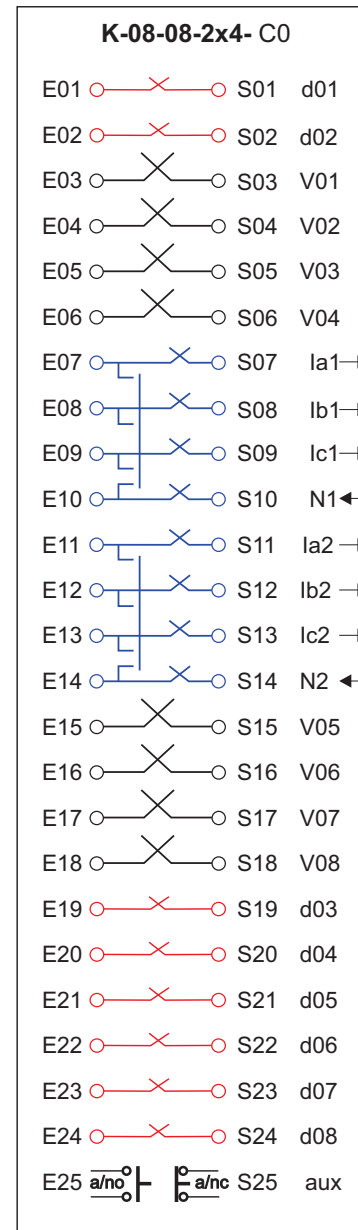 K-08-08-2x4- C0
E01 S01 d01
E02 S02 d02
E03 S03 V01
E04 S04 V02
E05 S05 V03
E06 S06 V04
E07 S07 Ia1
E08 S08 Ib1
E09 S09 Ic1
E10 S10 N1
E11 S11 Ia2
E12 S12 Ib2
E13 S13 Ic2
E14 S14 N2
E15 S15 V05
E16 S16 V06
E17 S17 V07
E18 S18 V08
E19 S19 d03
E20 S20 d04
E21 S21 d05
E22 S22 d06
E23 S23 d07
E24 S24 d08
E25 a/no a/nc S25 aux